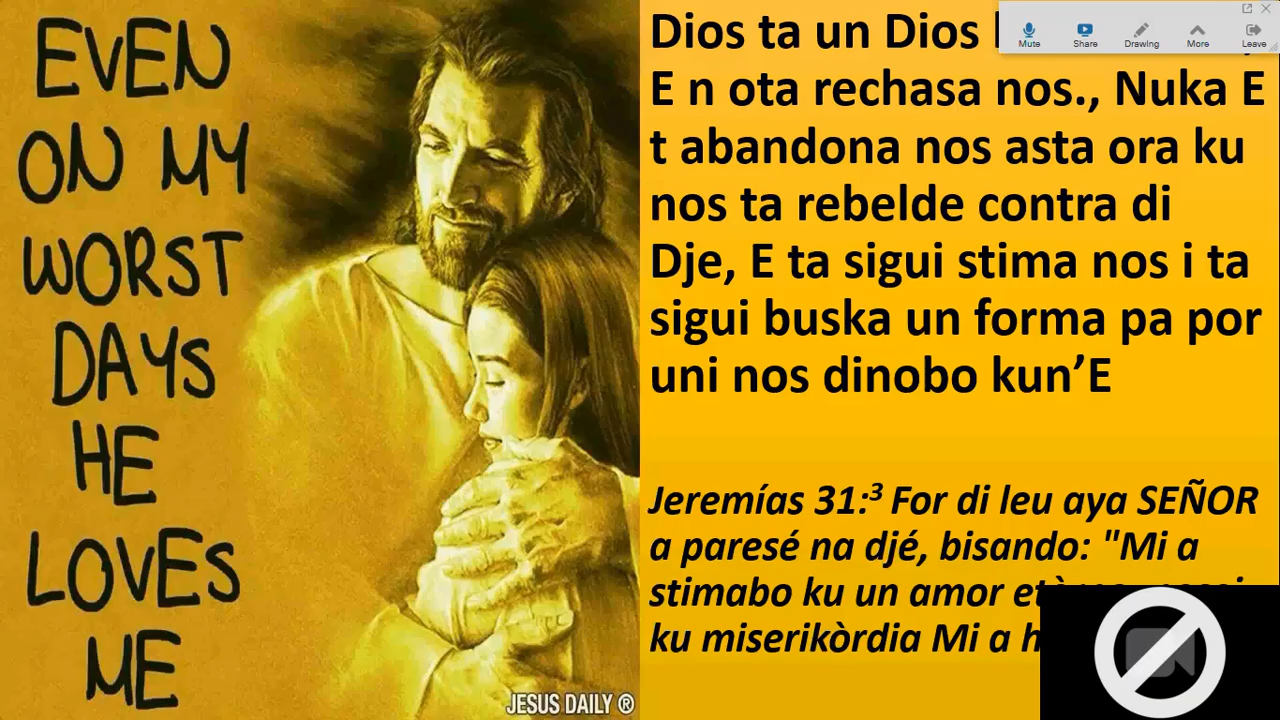 EVEN
ON MY
WORST
DAYS
HE
LOVES
ME
JESUS DAILY ®
Dios ta un Dios
E n ota rechasa nos., Nuka E
t abandona nos asta ora ku
nos ta rebelde contra di
Dje, E ta sigui stima nos i ta
sigui buska un forma pa por
uni nos dinobo kun’E
Jeremías 31:³ For di leu aya SEÑOR
a paresé na djé, bisando: "Mi a
stimabo ku un amor
ku miserikòrdia Mi a
Mute
Share
Drawing
More
Leave